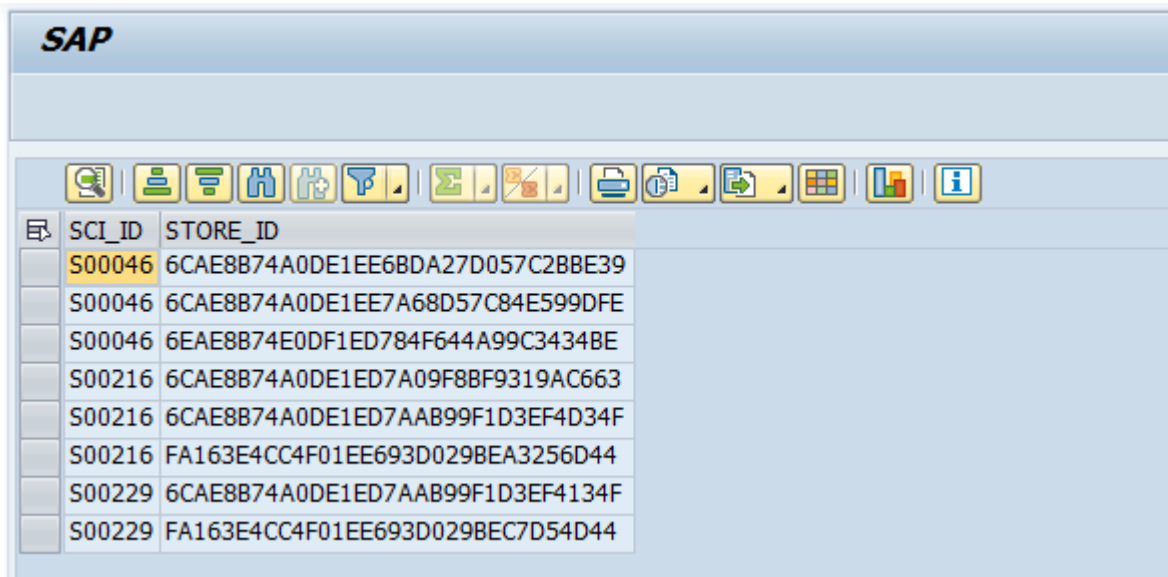 SAP
SCI_ID STORE_ID
S00046 6CAE8B74A0DE1EE6BDA27D057C2BBE39
S00046 6CAE8B74A0DE1EE7A68D57C84E599DFE
S00046 6EAE8B74E0DF1ED784F644A99C3434BE
S00216 6CAE8B74A0DE1ED7A09F8BF9319AC663
S00216 6CAE8B74A0DE1ED7AAB99F1D3EF4D34F
S00216 FA163E4CC4F01EE693D029BEA3256D44
S00229 6CAE8B74A0DE1ED7AAB99F1D3EF4134F
S00229 FA163E4CC4F01EE693D029BEC7D54D44